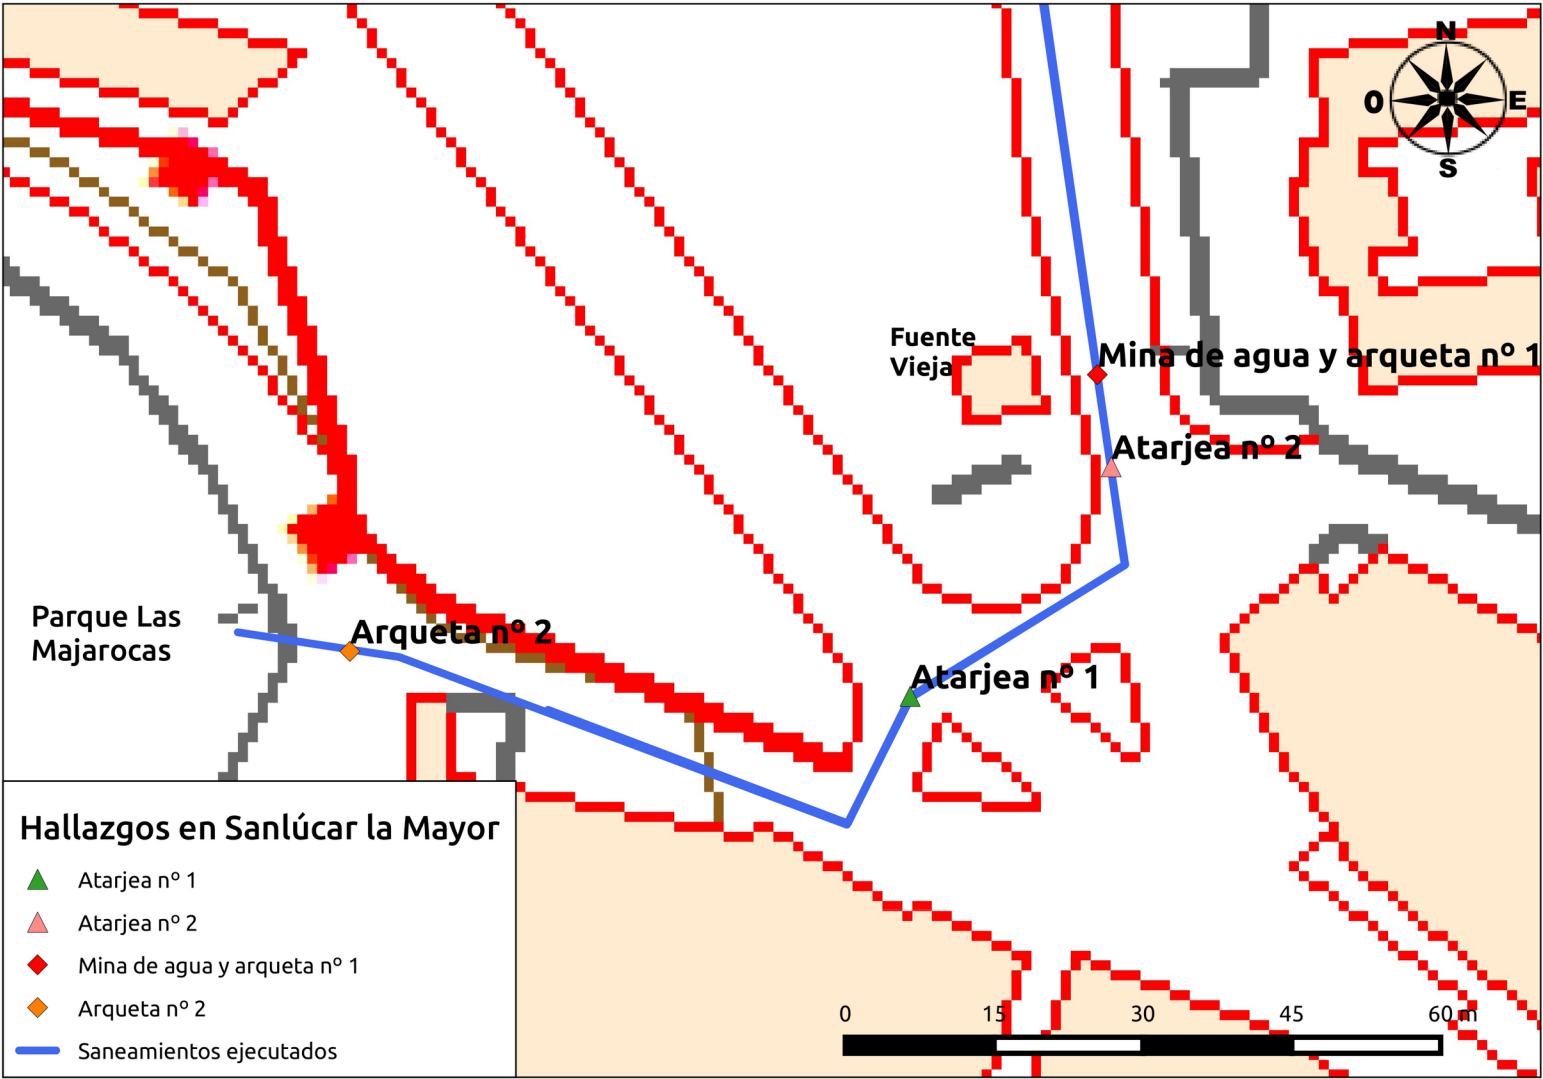 N
O
E
S
Fuente
Vieja
Mina de agua y arqueta nº 1
Atarjea nº 2
Parque Las
Majarocas
Arqueta nº 2
Atarjea nº 1
Hallazgos en Sanlúcar la Mayor
Atarjea nº 1
Atarjea nº 2
Mina de agua y arqueta nº 1
Arqueta nº 2
Saneamientos ejecutados
0 15 30 45 60 m